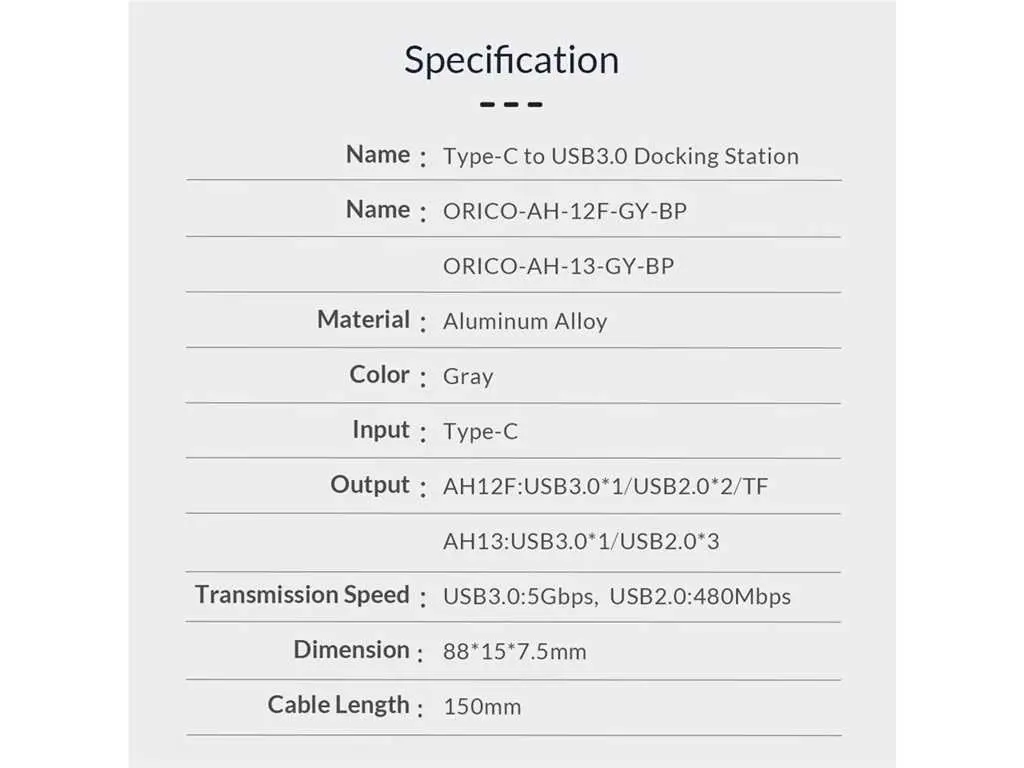 Specification
Name : Type-C to USB3.0 Docking Station
Name : ORICO-AH-12F-GY-BP
ORICO-AH-13-GY-BP
Material : Aluminum Alloy
Color : Gray
Input : Type-C
Output : AH12F:USB3.0*1/USB2.0*2/TF
AH13:USB3.0*1/USB2.0*3
Transmission Speed : USB3.0:5Gbps, USB2.0:480Mbps
Dimension : 88*15*7.5mm
Cable Length : 150mm